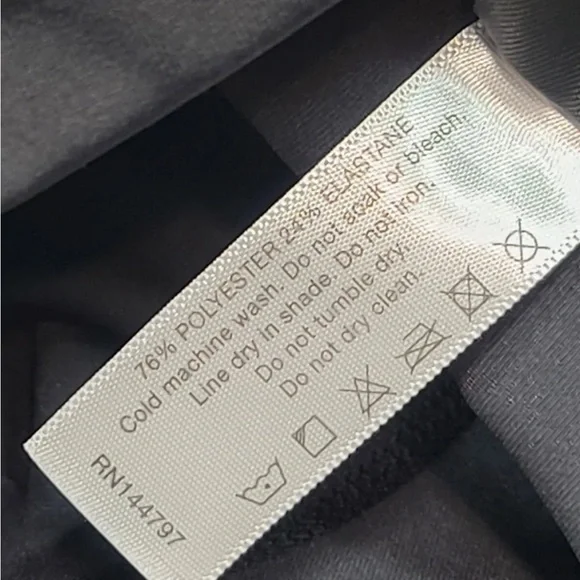 76% POLYESTER 24% ELASTANE
Cold machine wash. Do not soak or bleach.
Line dry in shade. Do not iron.
Do not tumble dry.
Do not dry clean.
RN144797